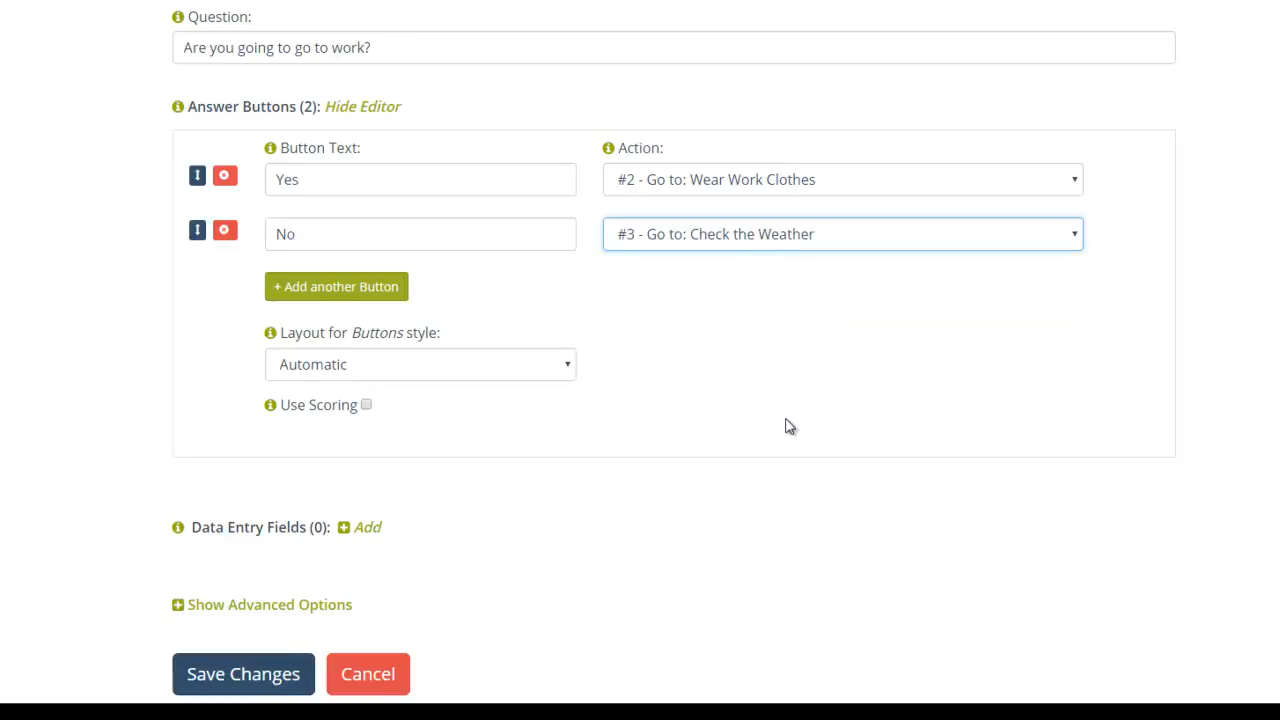 Question:
Are you going to go to work?
Answer Buttons (2): Hide Editor
Button Text: Action:
Yes #2 - Go to: Wear Work Clothes
No #3 - Go to: Check the Weather
+ Add another Button
Layout for Buttons style:
Automatic
Use Scoring
Data Entry Fields (0): Add
Show Advanced Options
Save Changes Cancel